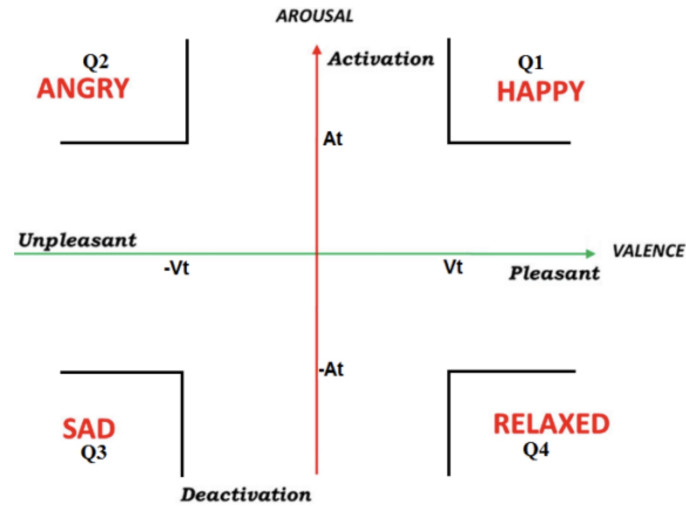 AROUSAL
Q2
ANGRY
Activation
Q1
HAPPY
At
Unpleasant
VALENCE
-Vt
Vt
Pleasant
-At
SAD
Q3
RELAXED
Q4
Deactivation